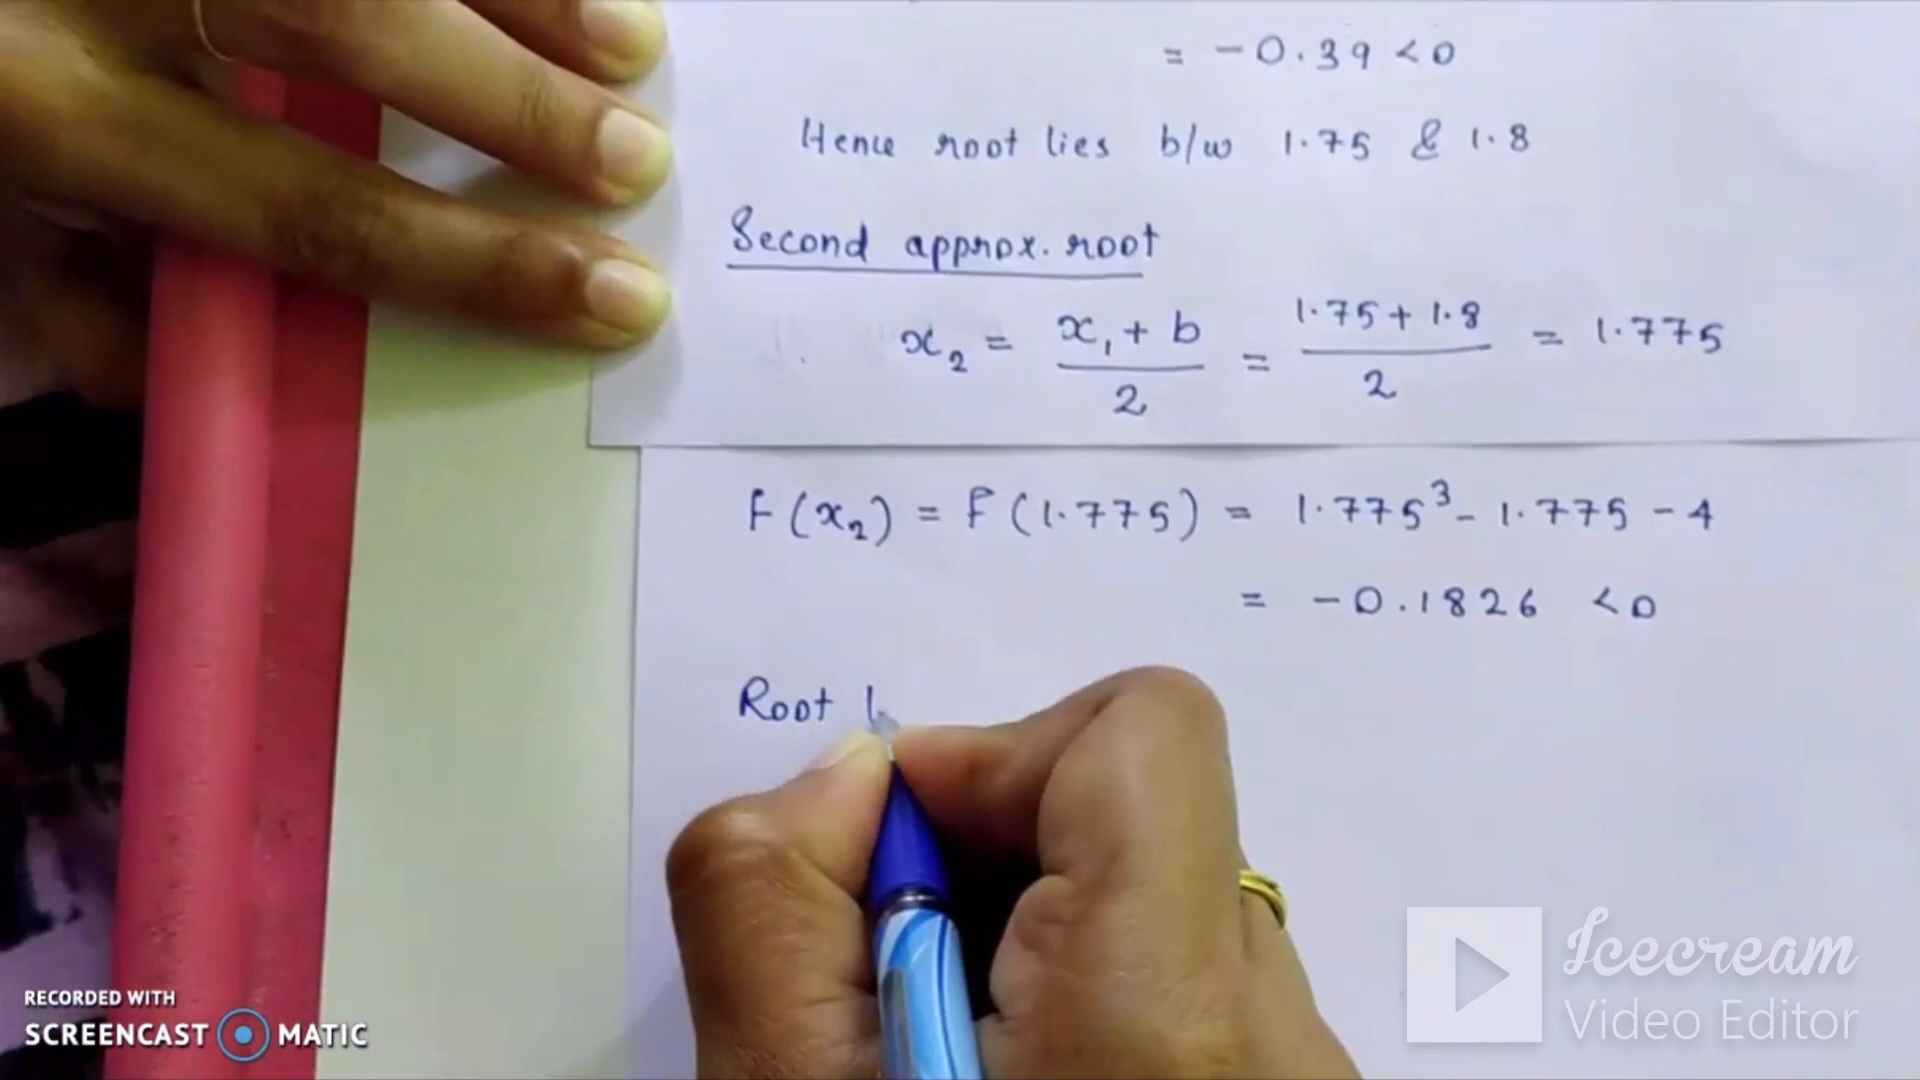 = -0.39 <0
Hence root lies b/w 1.75 & 1.8
Second approx. root
x₂ = x₁ + b / 2 = 1.75 + 1.8 / 2 = 1.775
F(x₂) = F(1.775) = 1.775³ - 1.775 - 4
= -0.1826 <0
Root l
RECORDED WITH
SCREENCAST MATIC
Icecream
Video Editor